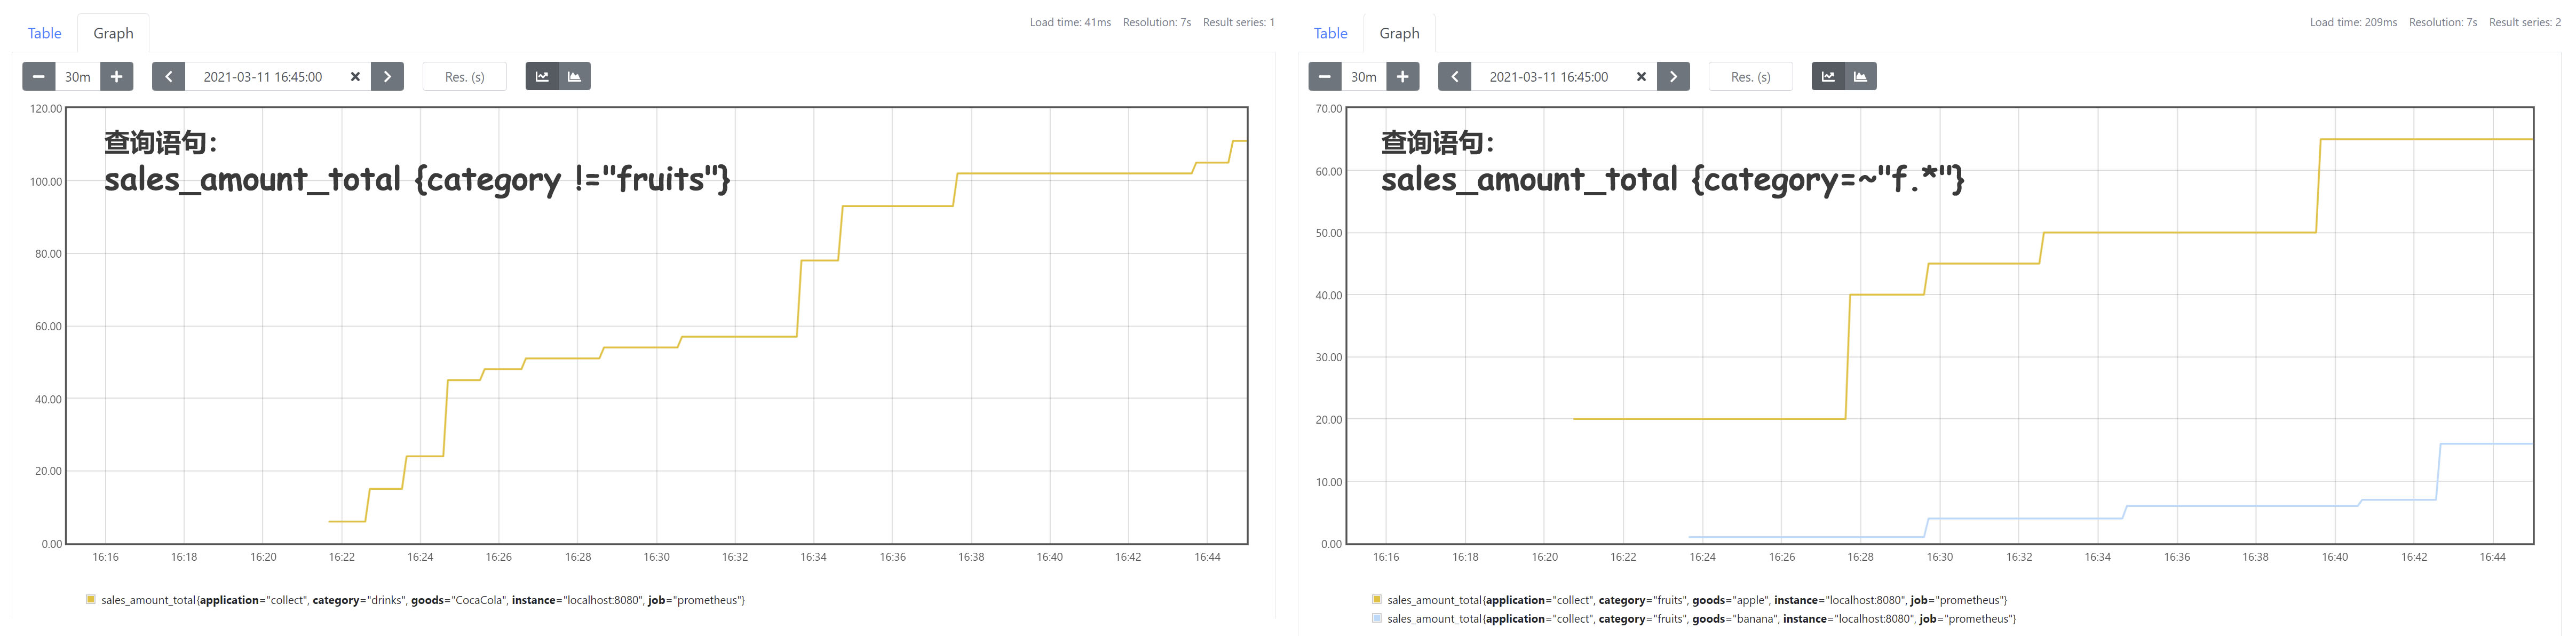 Table
Graph
Load time: 41ms Resolution: 7s Result series: 1
30m
2021-03-11 16:45:00
Res. (s)
120.00
100.00
80.00
60.00
40.00
20.00
0.00
查询语句：
sales_amount_total {category !="fruits"}
16:16 16:18 16:20 16:22 16:24 16:26 16:28 16:30 16:32 16:34 16:36 16:38 16:40 16:42 16:44
sales_amount_total{application="collect", category="drinks", goods="CocaCola", instance="localhost:8080", job="prometheus"}
Table
Graph
Load time: 209ms Resolution: 7s Result series: 2
30m
2021-03-11 16:45:00
Res. (s)
70.00
60.00
50.00
40.00
30.00
20.00
10.00
0.00
查询语句：
sales_amount_total {category=~"f.*"}
16:16 16:18 16:20 16:22 16:24 16:26 16:28 16:30 16:32 16:34 16:36 16:38 16:40 16:42 16:44
sales_amount_total{application="collect", category="fruits", goods="apple", instance="localhost:8080", job="prometheus"}
sales_amount_total{application="collect", category="fruits", goods="banana", instance="localhost:8080", job="prometheus"}